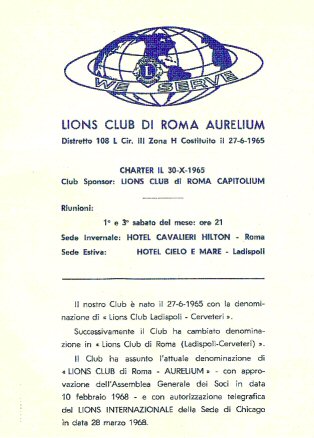 WE SERVE
L
LIONS CLUB DI ROMA AURELIUM
Distretto 108 L Cir. III Zona H Costituito il 27-6-1965
CHARTER IL 30-X-1965
Club Sponsor: LIONS CLUB di ROMA CAPITOLIUM
Riunioni:
1° e 3° sabato del mese: ore 21
Sede Invernale: HOTEL CAVALIERI HILTON - Roma
Sede Estiva: HOTEL CIELO E MARE - Ladispoli
Il nostro Club è nato il 27-6-1965 con la denomi-
nazione di « Lions Club Ladispoli - Cerveteri ».
Successivamente il Club ha cambiato denomina-
zione in « Lions Club di Roma (Ladispoli-Cerveteri) ».
Il Club ha assunto l'attuale denominazione di
« LIONS CLUB di Roma - AURELIUM » - con appro-
vazione dell'Assemblea Generale dei Soci in data
10 febbraio 1968 - e con autorizzazione telegrafica
del LIONS INTERNAZIONALE della Sede di Chicago
in data 28 marzo 1968.